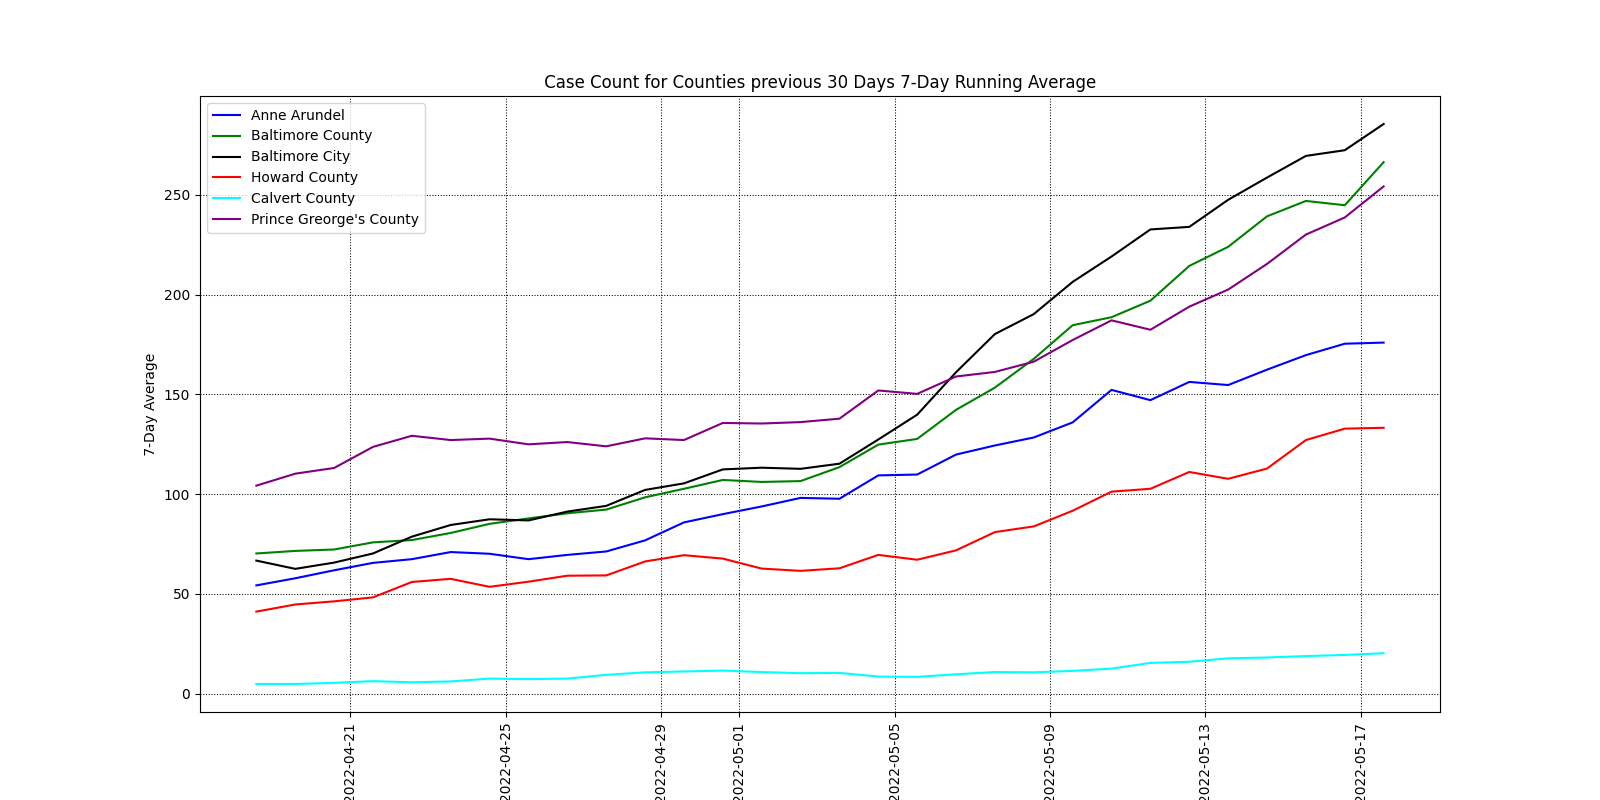 Case Count for Counties previous 30 Days 7-Day Running Average
Anne Arundel
Baltimore County
Baltimore City
Howard County
Calvert County
Prince Greorge's County
7-Day Average
250
200
150
100
50
0
2022-04-21
2022-04-25
2022-04-29
2022-05-01
2022-05-05
2022-05-09
2022-05-13
2022-05-17